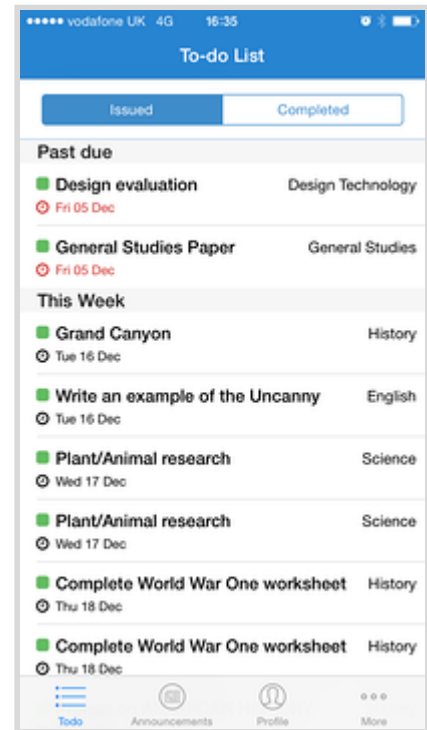 vodafone UK 4G 16:35
To-do List
Issued Completed
Past due
Design evaluation Design Technology
Fri 05 Dec
General Studies Paper General Studies
Fri 05 Dec
This Week
Grand Canyon History
Tue 16 Dec
Write an example of the Uncanny English
Tue 16 Dec
Plant/Animal research Science
Wed 17 Dec
Plant/Animal research Science
Wed 17 Dec
Complete World War One worksheet History
Thu 18 Dec
Complete World War One worksheet History
Thu 18 Dec
Todo Announcements Profile More